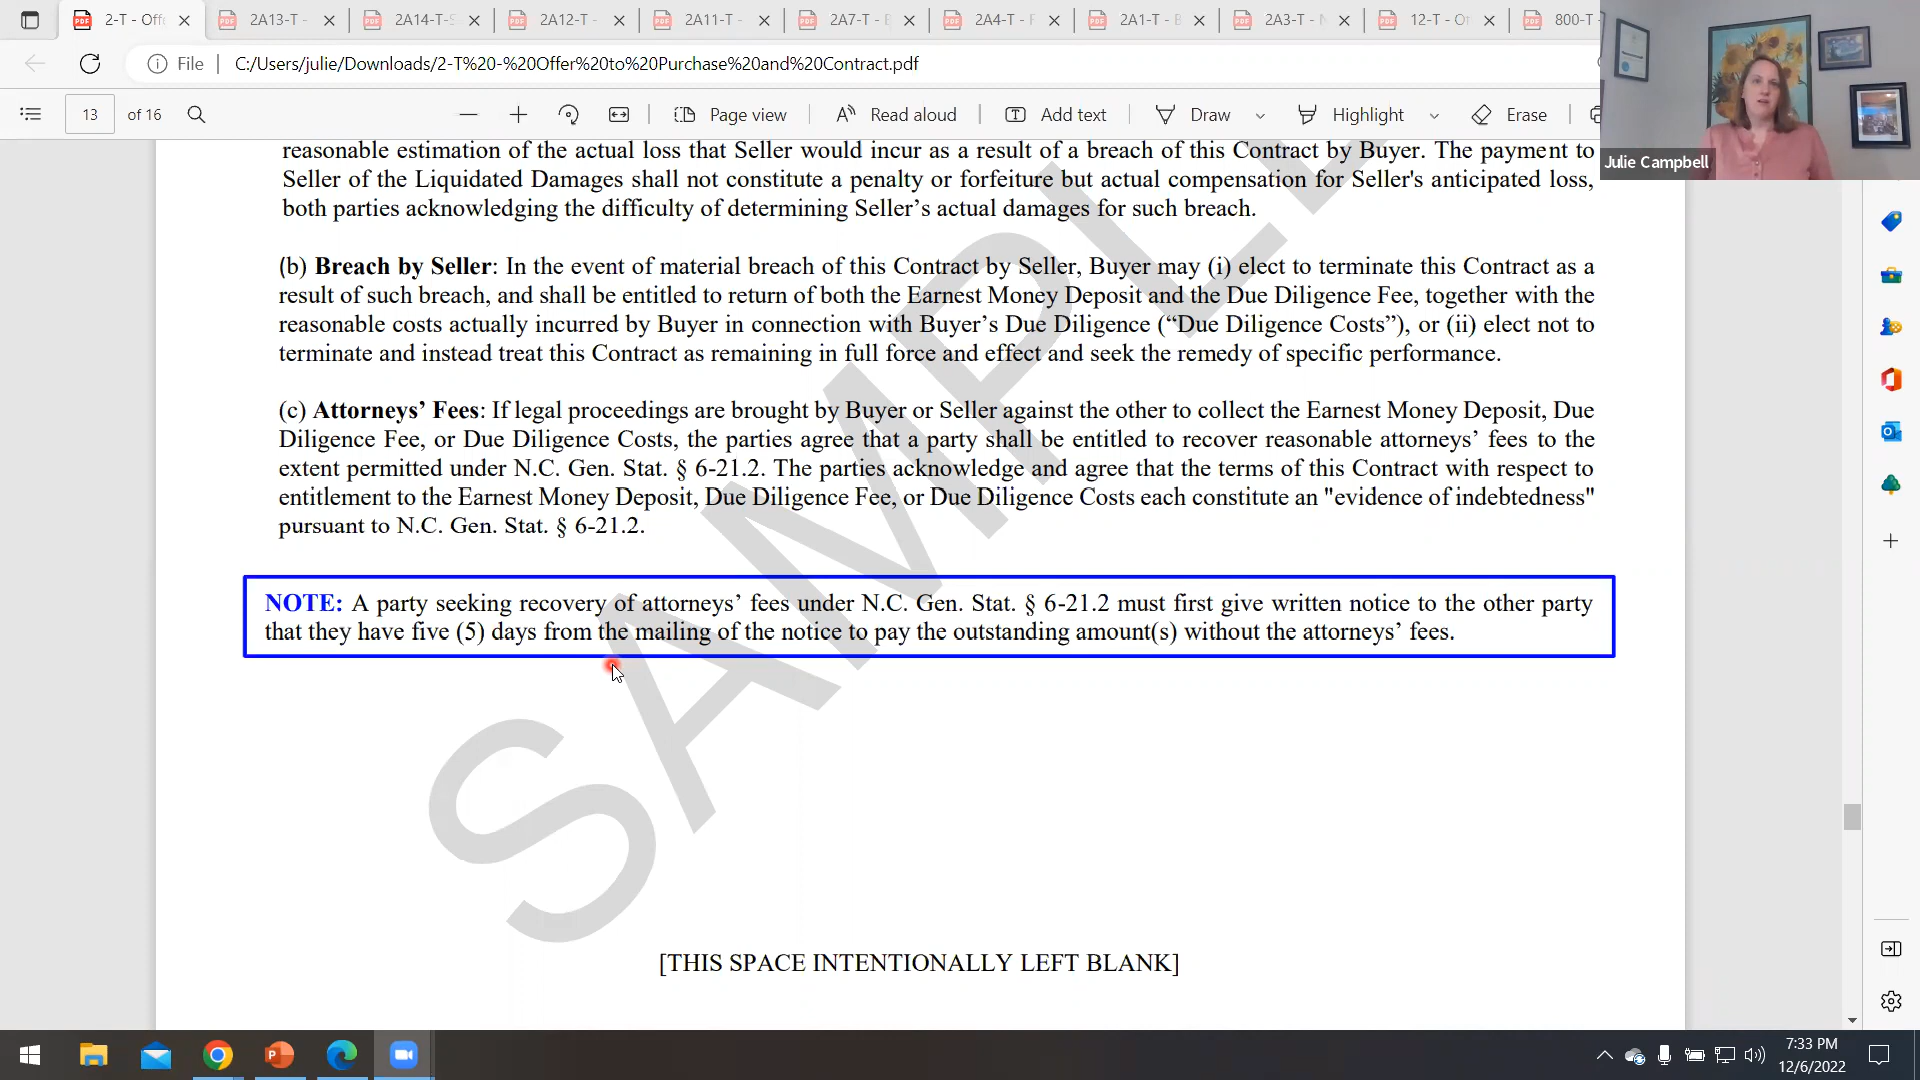 2-T - Off
2A13-T -
2A14-T-S
2A12-T -
2A11-T -
2A7-T - B
2A4-T - F
2A1-T - B
2A3-T - N
12-T - Of
800-T -
File
C:/Users/julie/Downloads/2-T%20-%20Offer%20to%20Purchase%20and%20Contract.pdf
13 of 16
Page view
Read aloud
Add text
Draw
Highlight
Erase
Julie Campbell
reasonable estimation of the actual loss that Seller would incur as a result of a breach of this Contract by Buyer. The payment to
Seller of the Liquidated Damages shall not constitute a penalty or forfeiture but actual compensation for Seller's anticipated loss,
both parties acknowledging the difficulty of determining Seller’s actual damages for such breach.
(b) Breach by Seller: In the event of material breach of this Contract by Seller, Buyer may (i) elect to terminate this Contract as a
result of such breach, and shall be entitled to return of both the Earnest Money Deposit and the Due Diligence Fee, together with the
reasonable costs actually incurred by Buyer in connection with Buyer’s Due Diligence (“Due Diligence Costs”), or (ii) elect not to
terminate and instead treat this Contract as remaining in full force and effect and seek the remedy of specific performance.
(c) Attorneys’ Fees: If legal proceedings are brought by Buyer or Seller against the other to collect the Earnest Money Deposit, Due
Diligence Fee, or Due Diligence Costs, the parties agree that a party shall be entitled to recover reasonable attorneys’ fees to the
extent permitted under N.C. Gen. Stat. § 6-21.2. The parties acknowledge and agree that the terms of this Contract with respect to
entitlement to the Earnest Money Deposit, Due Diligence Fee, or Due Diligence Costs each constitute an "evidence of indebtedness"
pursuant to N.C. Gen. Stat. § 6-21.2.
NOTE: A party seeking recovery of attorneys’ fees under N.C. Gen. Stat. § 6-21.2 must first give written notice to the other party
that they have five (5) days from the mailing of the notice to pay the outstanding amount(s) without the attorneys’ fees.
SAMPLE
[THIS SPACE INTENTIONALLY LEFT BLANK]
7:33 PM
12/6/2022